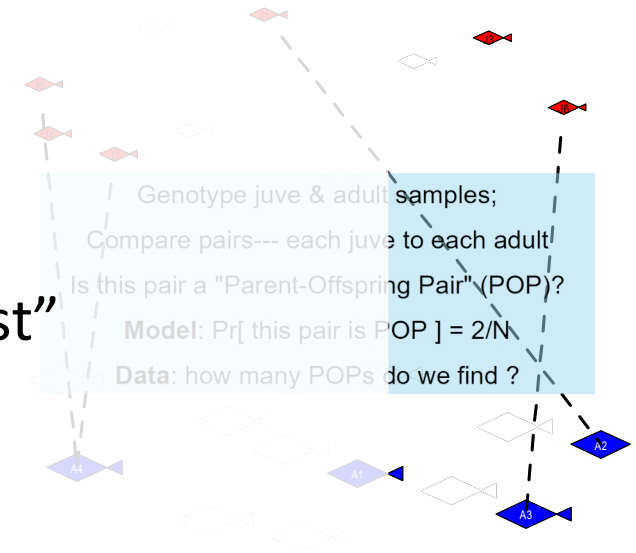 Genotype juve & adult samples;
Compare pairs--- each juve to each adult
Is this pair a "Parent-Offspring Pair" (POP)?
st”
Model: Pr[ this pair is POP ] = 2/N
Data: how many POPs do we find ?
A4
A1
A2
A3